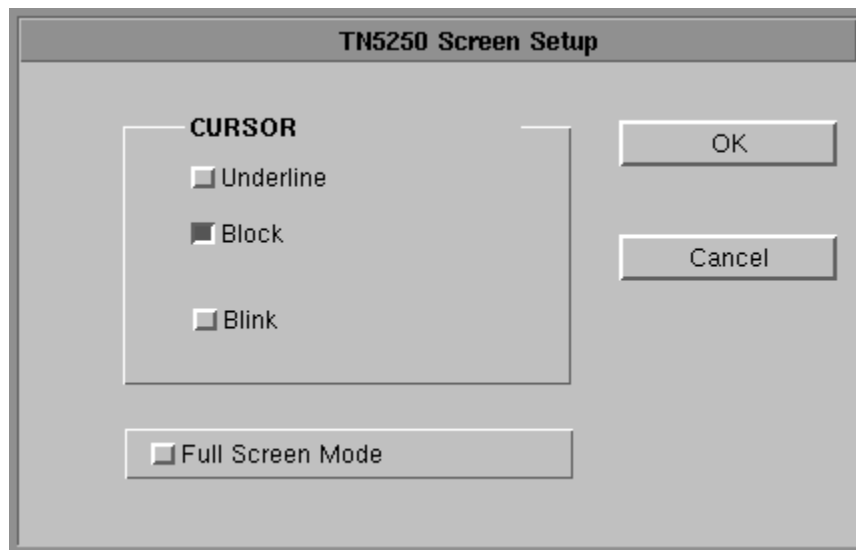 TN5250 Screen Setup
CURSOR
Underline
Block
Blink
OK
Cancel
Full Screen Mode